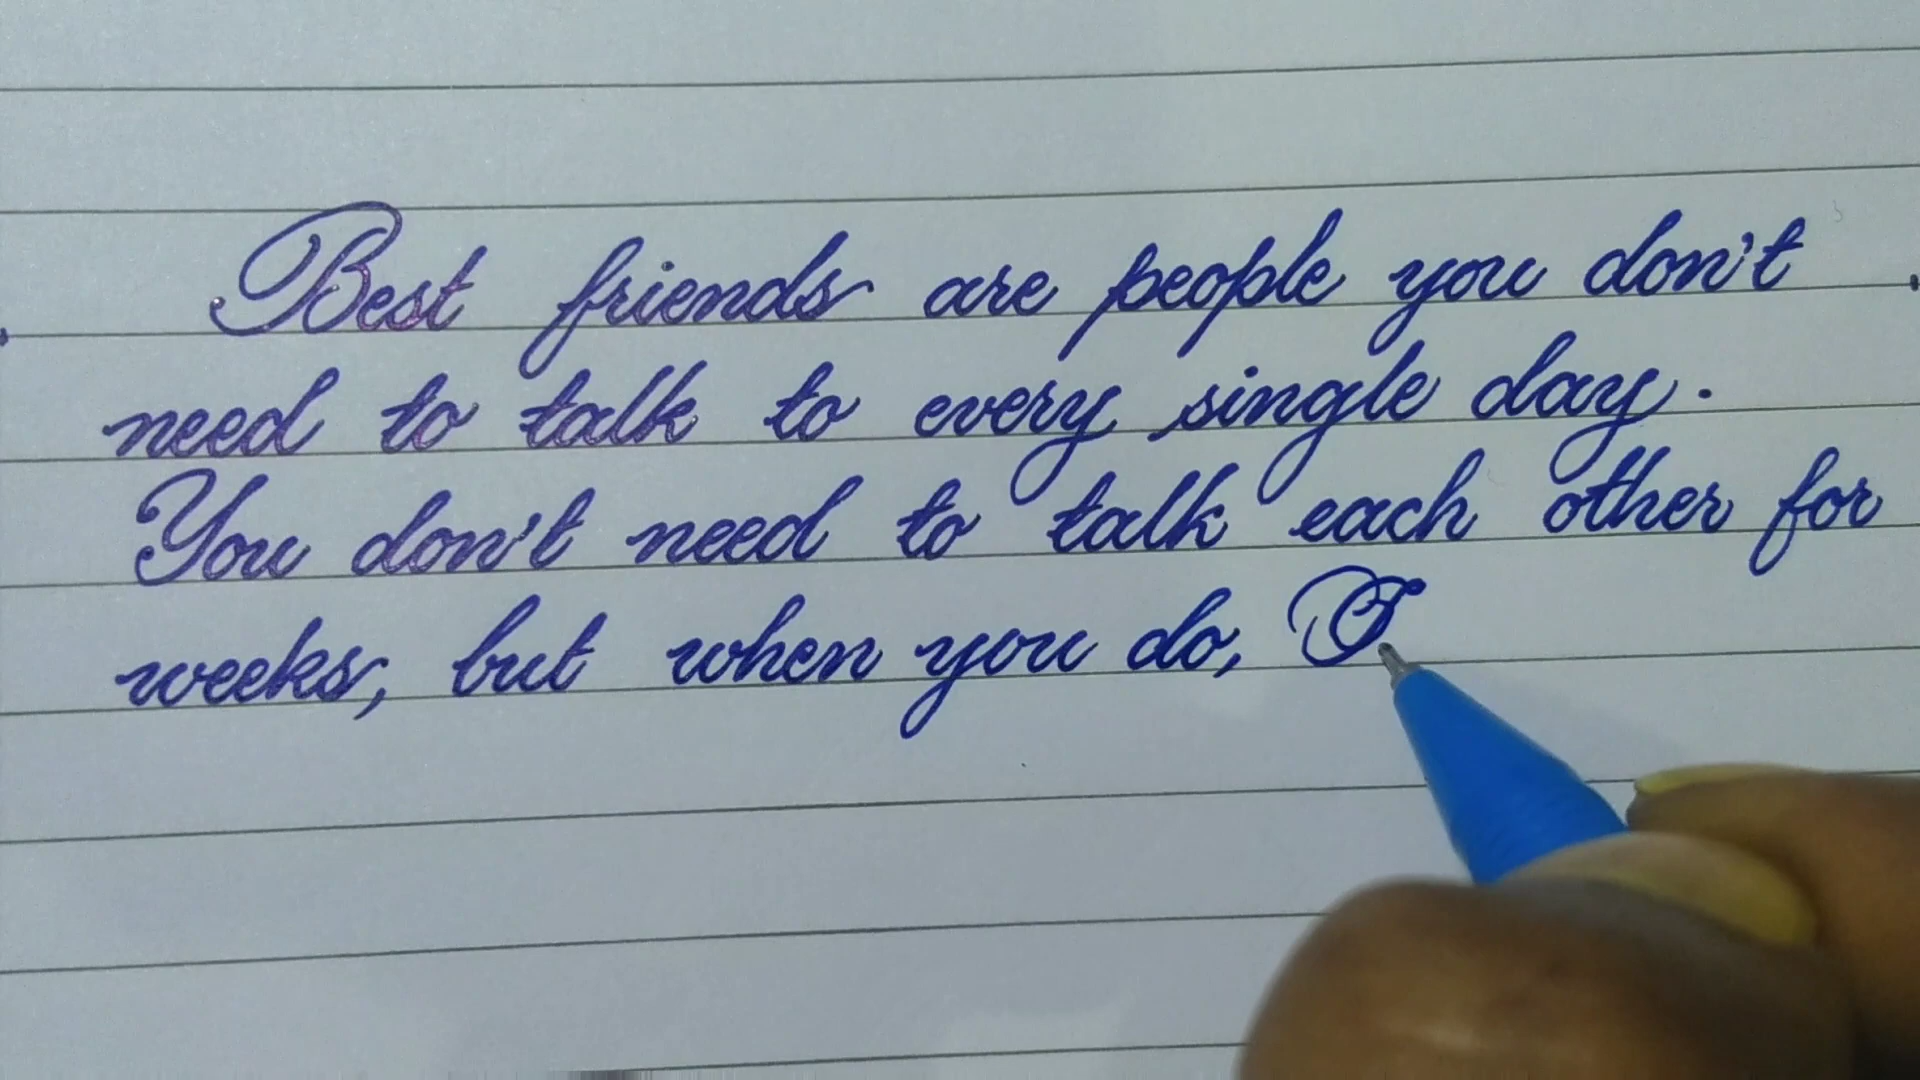 Best friends are people you don't
need to talk to every single day.
You don't need to talk each other for
weeks, but when you do,